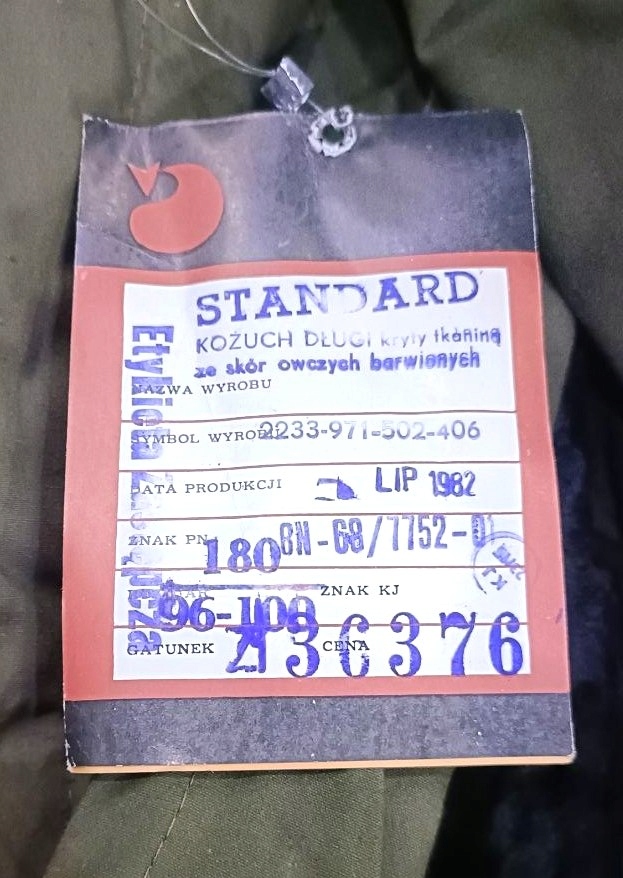 STANDARD
KOŻUCH DŁUGI kryty tkaniną
ze skór owczych barwionych
NAZWA WYROBU
SYMBOL WYROBU 2233-971-502-406
DATA PRODUKCJI LIP 1982
ZNAK PN 180 BN-68/7752-01
ZNAK KJ
96-100
GATUNEK CENA
36376
Etykieta
KJ